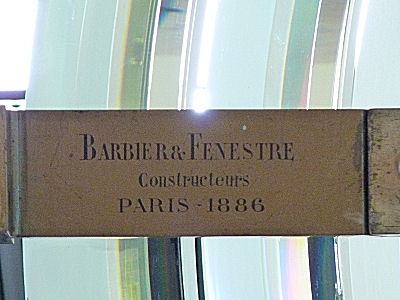 BARBIER & FENESTRE
Constructeurs
PARIS - 1886